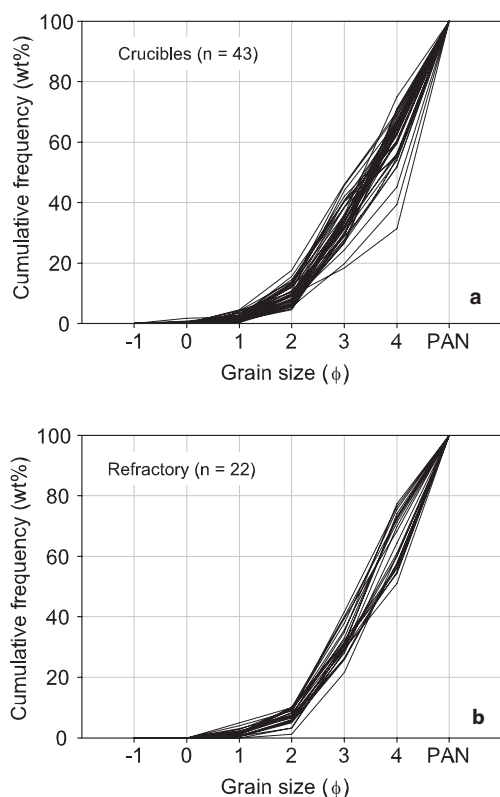 100
80
60
40
20
0
Cumulative frequency (wt%)
Crucibles (n = 43)
a
-1 0 1 2 3 4 PAN
Grain size (ϕ)
100
80
60
40
20
0
Cumulative frequency (wt%)
Refractory (n = 22)
b
-1 0 1 2 3 4 PAN
Grain size (ϕ)